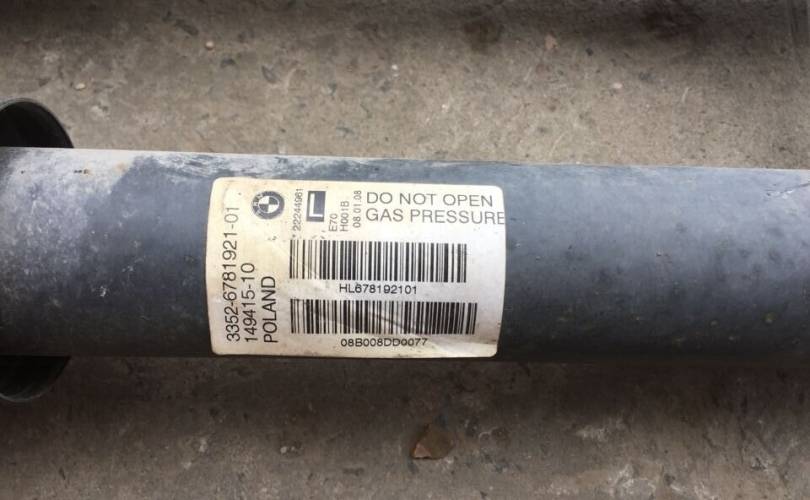 3352-6781921-01
149415-10
POLAND
22244961
L
E70
H001B
08.01.08
DO NOT OPEN
GAS PRESSURE
HL678192101
08B008DD0077